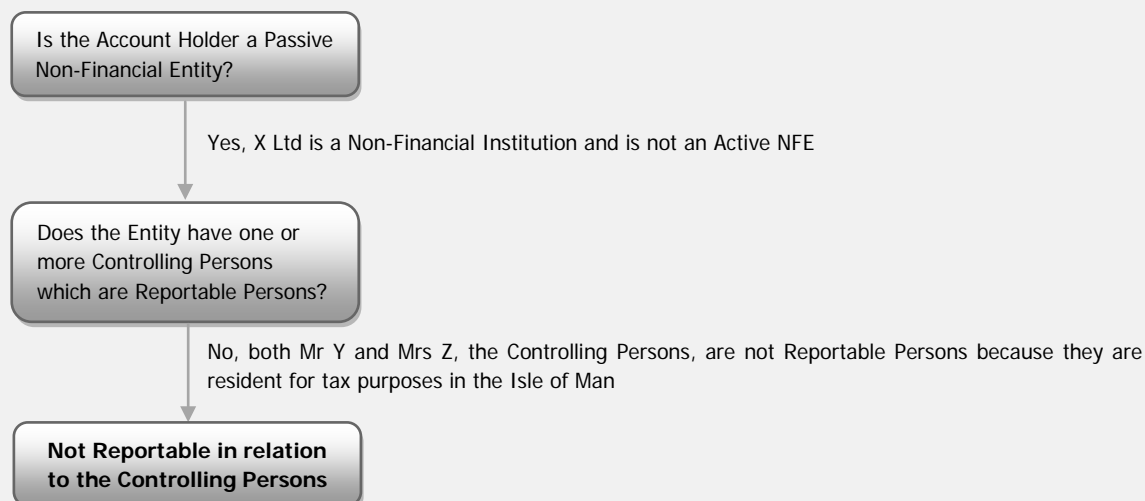 Is the Account Holder a Passive
Non-Financial Entity?
Yes, X Ltd is a Non-Financial Institution and is not an Active NFE
Does the Entity have one or
more Controlling Persons
which are Reportable Persons?
No, both Mr Y and Mrs Z, the Controlling Persons, are not Reportable Persons because they are
resident for tax purposes in the Isle of Man
Not Reportable in relation
to the Controlling Persons